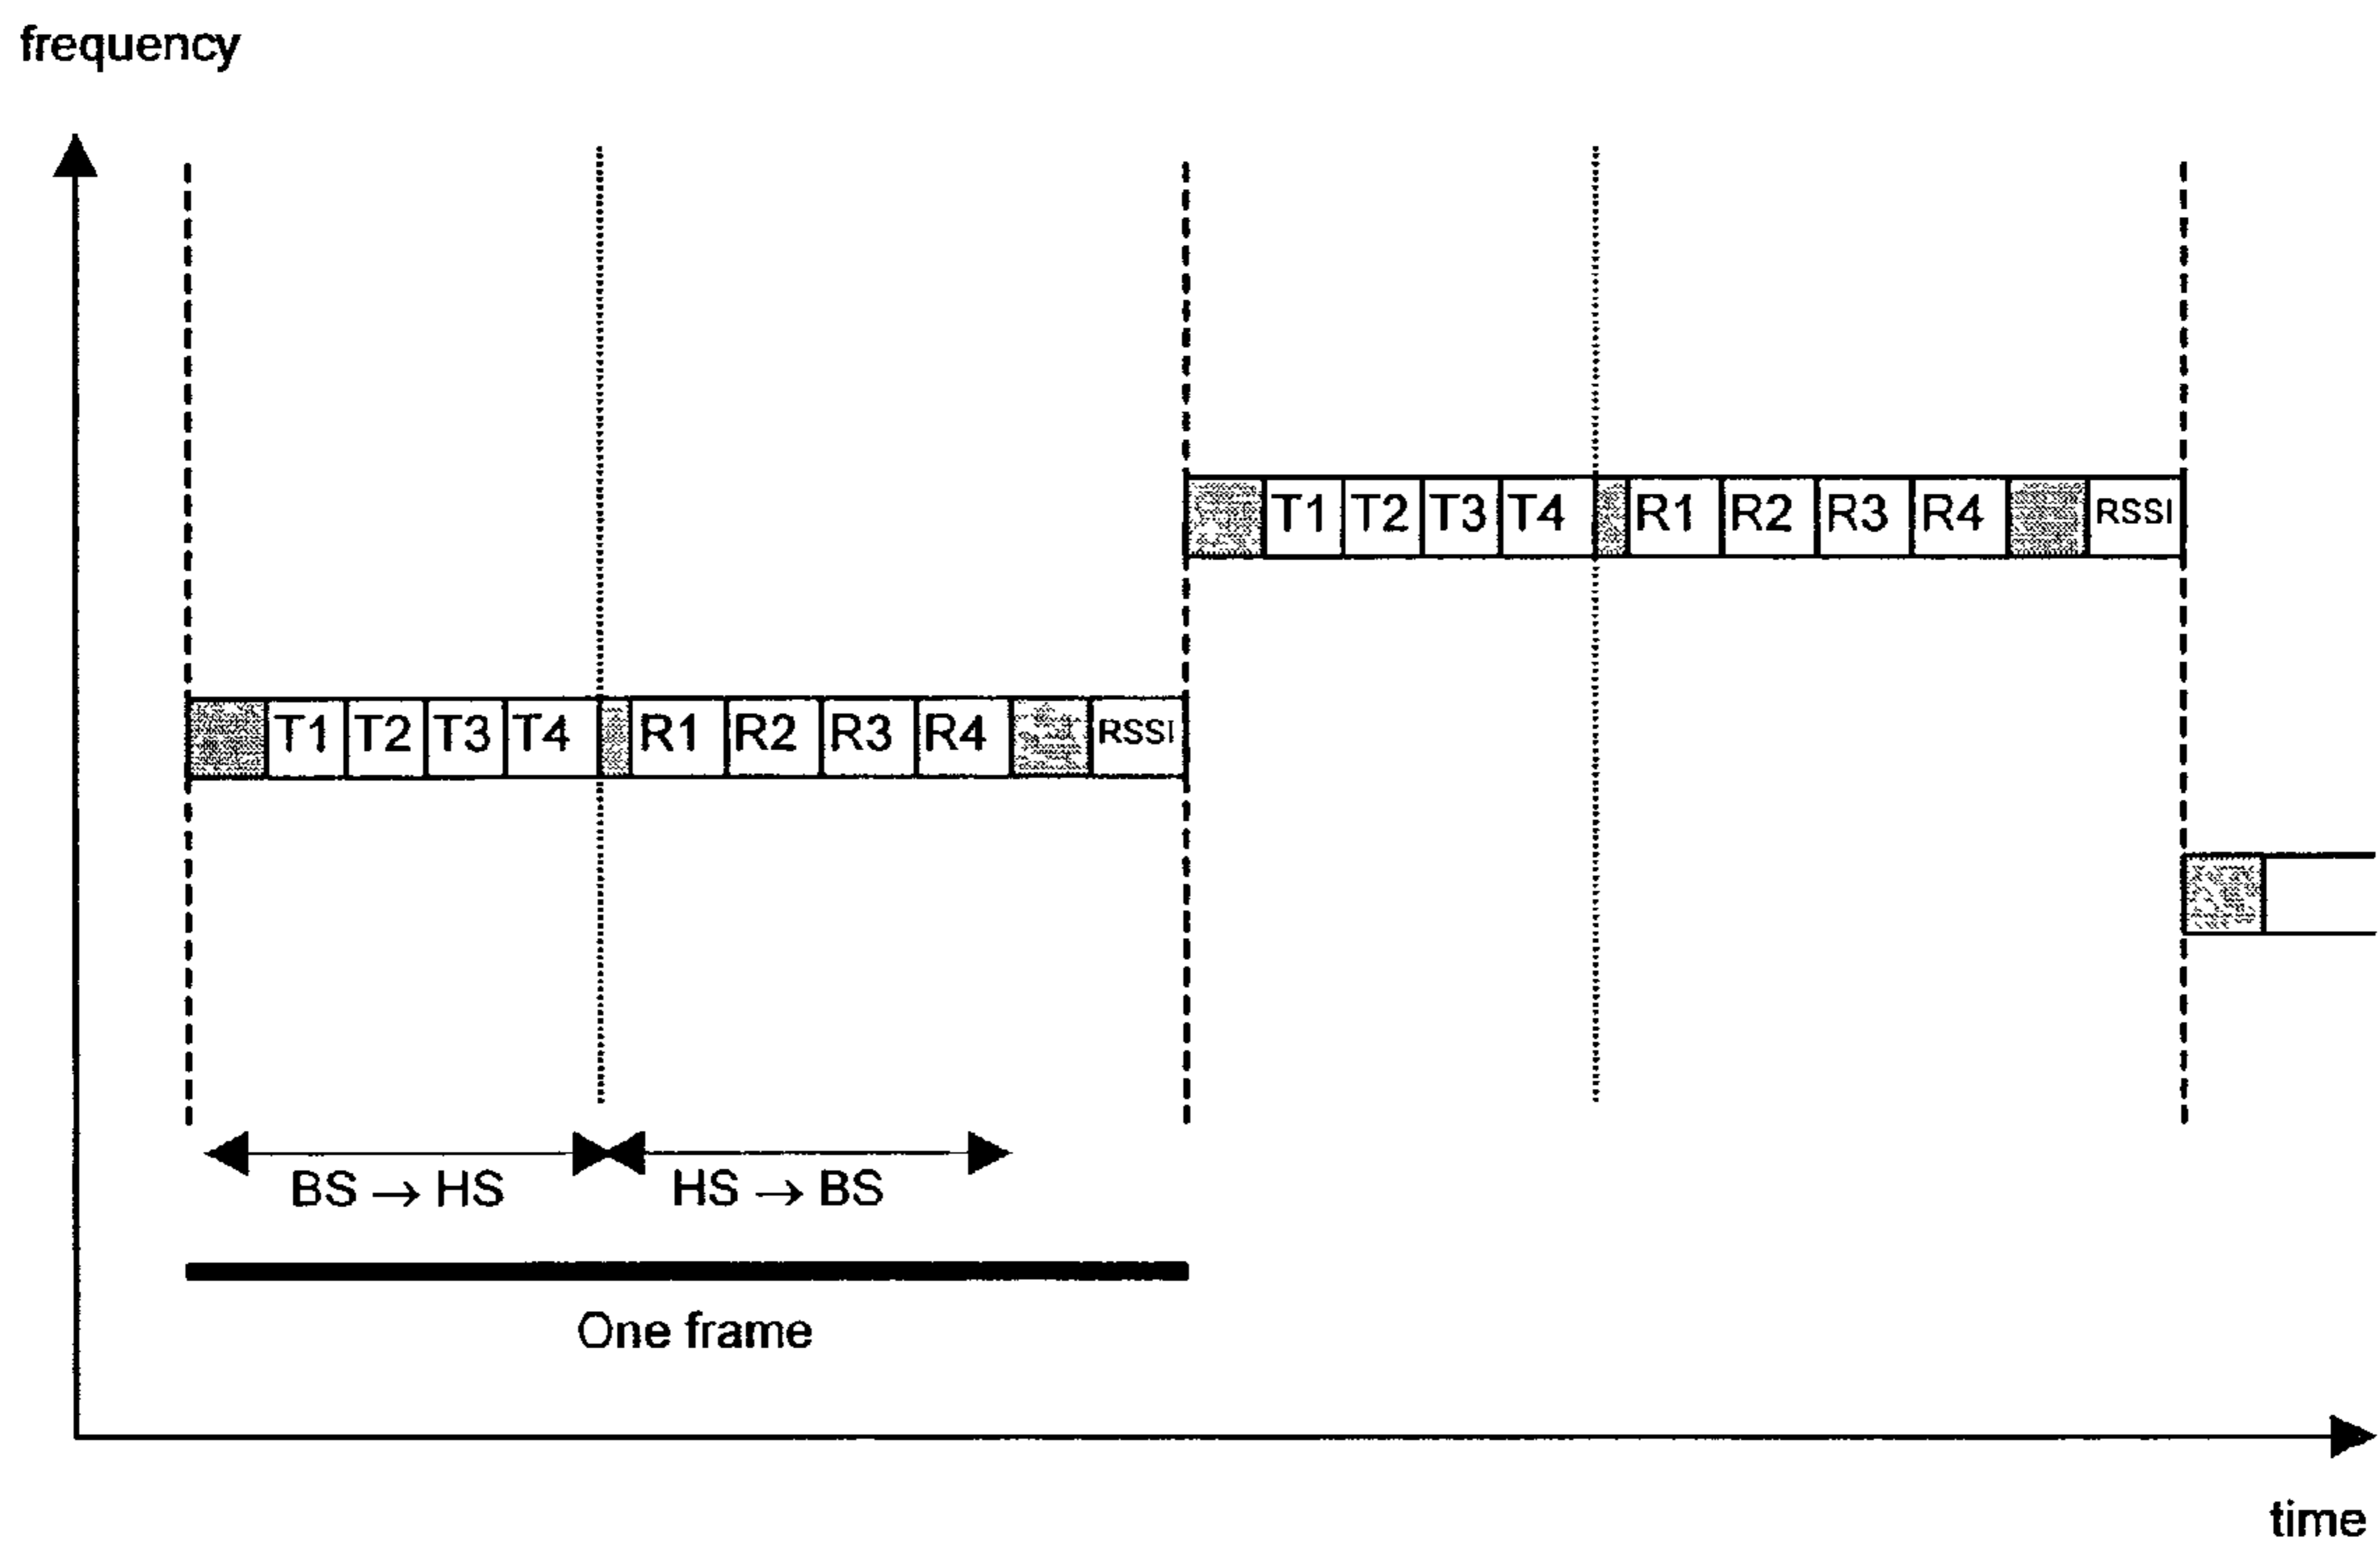 frequency
T1 T2 T3 T4 R1 R2 R3 R4 RSSI
T1 T2 T3 T4 R1 R2 R3 R4 RSSI
BS → HS HS → BS
One frame
time